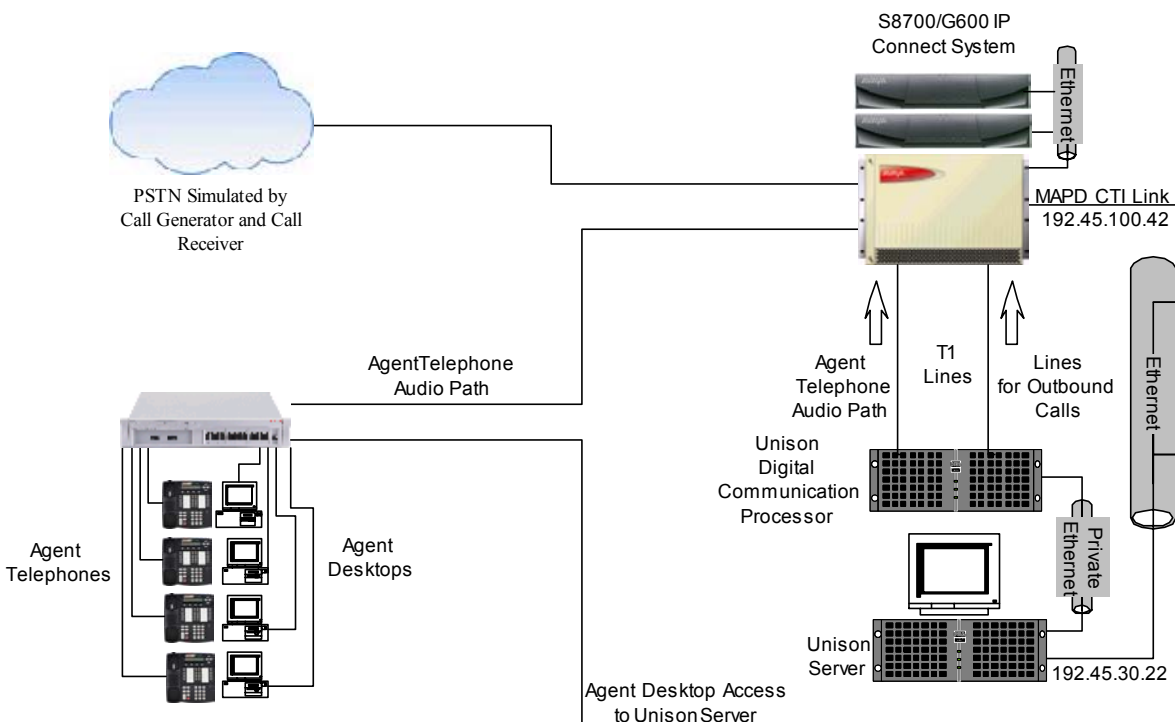 S8700/G600 IP
Connect System
Ethernet
PSTN Simulated by
Call Generator and Call
Receiver
MAPD CTI Link
192.45.100.42
AgentTelephone
Audio Path
Agent
Telephone
Audio Path
T1
Lines
Lines
for Outbound
Calls
Ethernet
Unison
Digital
Communication
Processor
Private
Ethernet
Agent
Telephones
Agent
Desktops
Unison
Server
192.45.30.22
Agent Desktop Access
to Unison Server